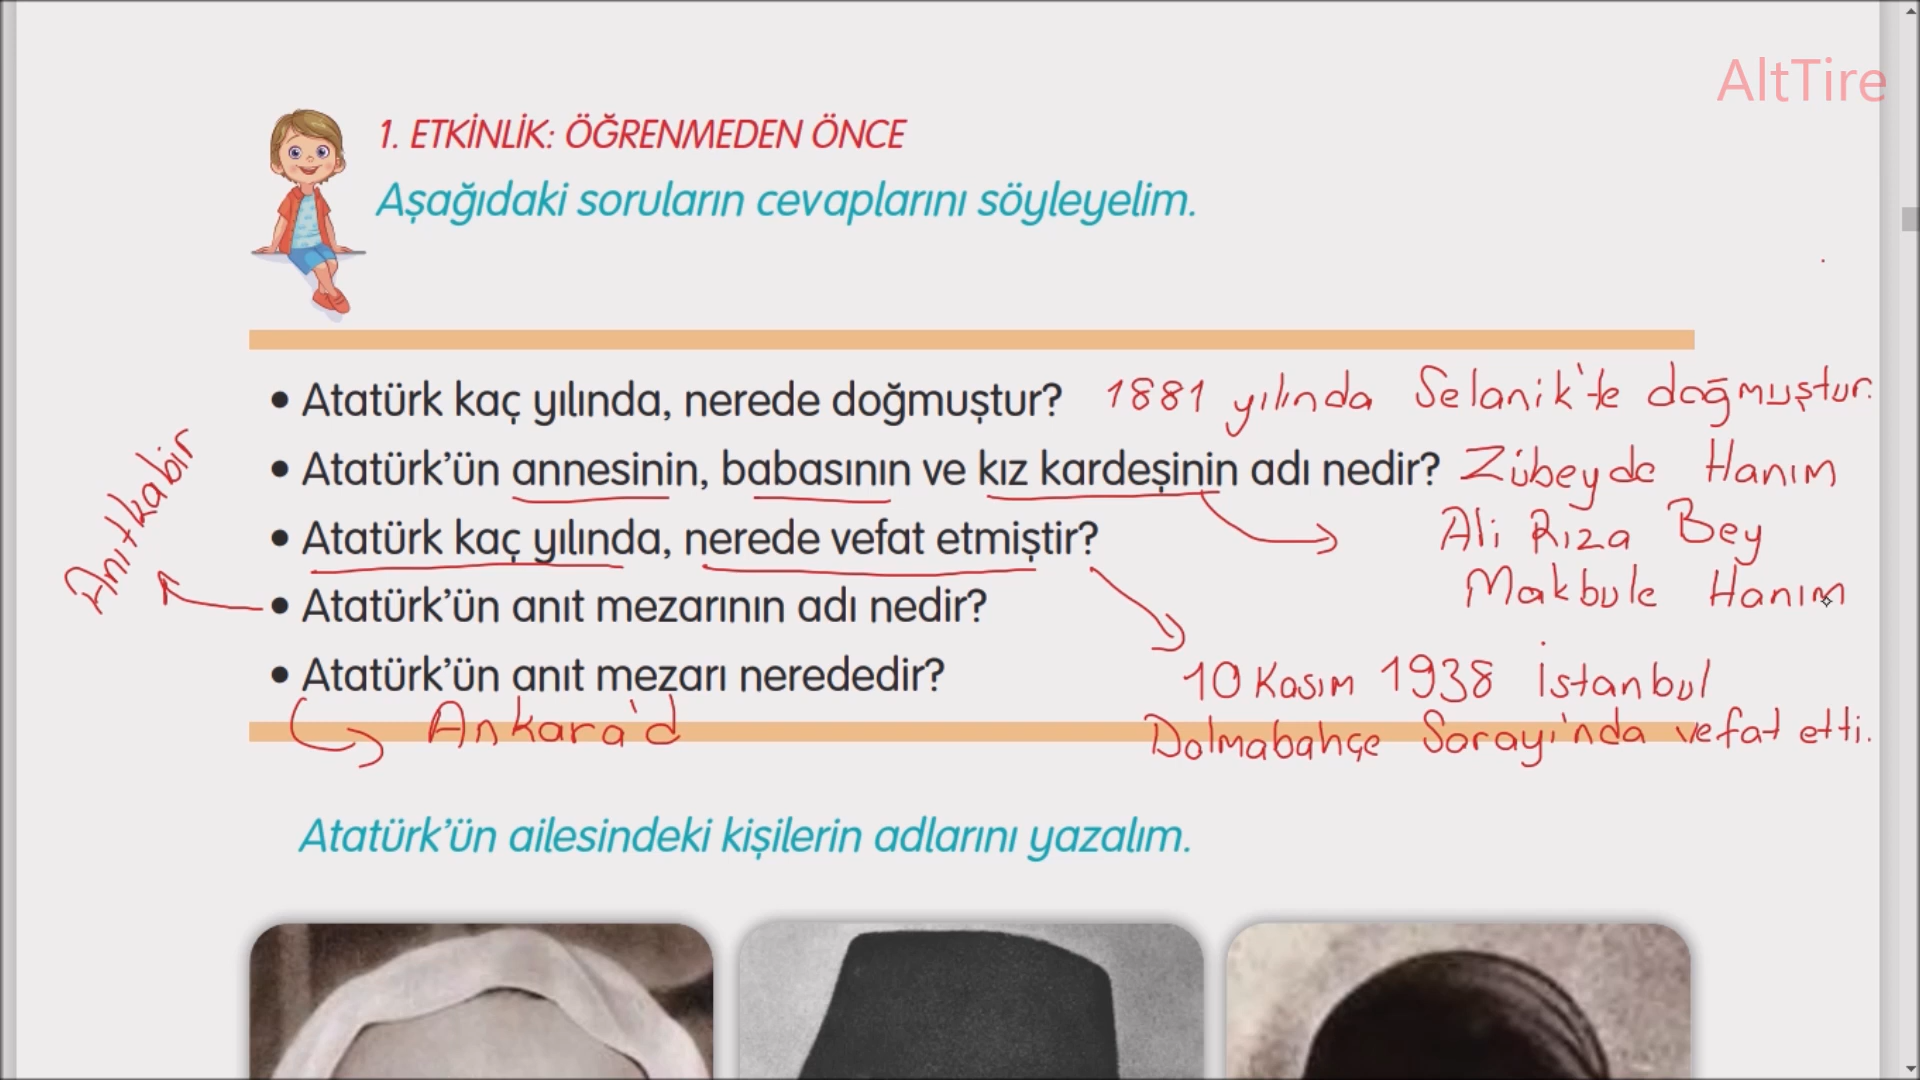 AltTire
1. ETKİNLİK: ÖĞRENMEDEN ÖNCE
Aşağıdaki soruların cevaplarını söyleyelim.
• Atatürk kaç yılında, nerede doğmuştur? 1881 yılında Selanik'te doğmuştur.
• Atatürk'ün annesinin, babasının ve kız kardeşinin adı nedir? Zübeyde Hanım
Anıtkabir
• Atatürk kaç yılında, nerede vefat etmiştir? Ali Rıza Bey
Makbule Hanım
• Atatürk'ün anıt mezarının adı nedir?
• Atatürk'ün anıt mezarı nerededir? 10 Kasım 1938 İstanbul
Ankara'd Dolmabahçe Sarayı'nda vefat etti.
Atatürk'ün ailesindeki kişilerin adlarını yazalım.